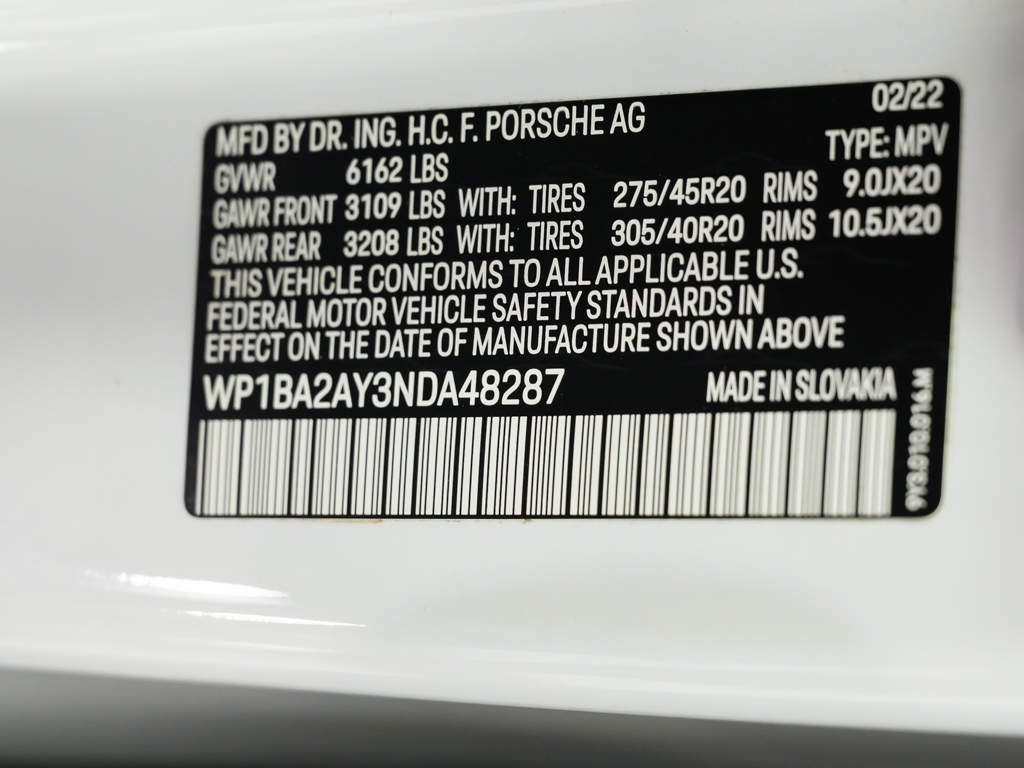 02/22
MFD BY DR. ING. H.C. F. PORSCHE AG
TYPE: MPV
GVWR 6162 LBS
GAWR FRONT 3109 LBS WITH: TIRES 275/45R20 RIMS 9.0JX20
GAWR REAR 3208 LBS WITH: TIRES 305/40R20 RIMS 10.5JX20
THIS VEHICLE CONFORMS TO ALL APPLICABLE U.S.
FEDERAL MOTOR VEHICLE SAFETY STANDARDS IN
EFFECT ON THE DATE OF MANUFACTURE SHOWN ABOVE
WP1BA2AY3NDA48287 MADE IN SLOVAKIA
9Y3.010.016.M